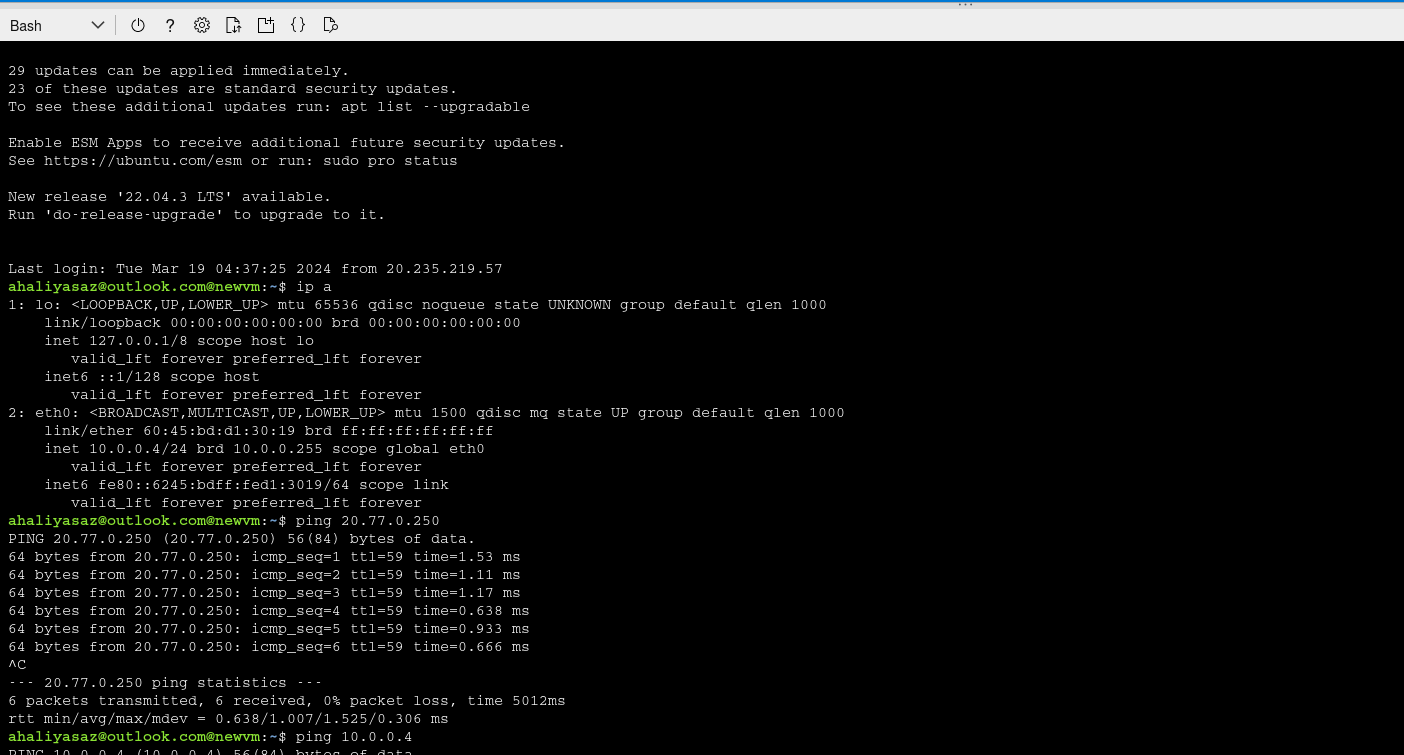 Bash
29 updates can be applied immediately.
23 of these updates are standard security updates.
To see these additional updates run: apt list --upgradable
Enable ESM Apps to receive additional future security updates.
See https://ubuntu.com/esm or run: sudo pro status
New release '22.04.3 LTS' available.
Run 'do-release-upgrade' to upgrade to it.
Last login: Tue Mar 19 04:37:25 2024 from 20.235.219.57
ahaliyasaz@outlook.com@newvm:~$ ip a
1: lo: <LOOPBACK,UP,LOWER_UP> mtu 65536 qdisc noqueue state UNKNOWN group default qlen 1000
    link/loopback 00:00:00:00:00:00 brd 00:00:00:00:00:00
    inet 127.0.0.1/8 scope host lo
       valid_lft forever preferred_lft forever
    inet6 ::1/128 scope host
       valid_lft forever preferred_lft forever
2: eth0: <BROADCAST,MULTICAST,UP,LOWER_UP> mtu 1500 qdisc mq state UP group default qlen 1000
    link/ether 60:45:bd:d1:30:19 brd ff:ff:ff:ff:ff:ff
    inet 10.0.0.4/24 brd 10.0.0.255 scope global eth0
       valid_lft forever preferred_lft forever
    inet6 fe80::6245:bdff:fed1:3019/64 scope link
       valid_lft forever preferred_lft forever
ahaliyasaz@outlook.com@newvm:~$ ping 20.77.0.250
PING 20.77.0.250 (20.77.0.250) 56(84) bytes of data.
64 bytes from 20.77.0.250: icmp_seq=1 ttl=59 time=1.53 ms
64 bytes from 20.77.0.250: icmp_seq=2 ttl=59 time=1.11 ms
64 bytes from 20.77.0.250: icmp_seq=3 ttl=59 time=1.17 ms
64 bytes from 20.77.0.250: icmp_seq=4 ttl=59 time=0.638 ms
64 bytes from 20.77.0.250: icmp_seq=5 ttl=59 time=0.933 ms
64 bytes from 20.77.0.250: icmp_seq=6 ttl=59 time=0.666 ms
^C
--- 20.77.0.250 ping statistics ---
6 packets transmitted, 6 received, 0% packet loss, time 5012ms
rtt min/avg/max/mdev = 0.638/1.007/1.525/0.306 ms
ahaliyasaz@outlook.com@newvm:~$ ping 10.0.0.4
PING 10.0.0.4 (10.0.0.4) 56(84) bytes of data.